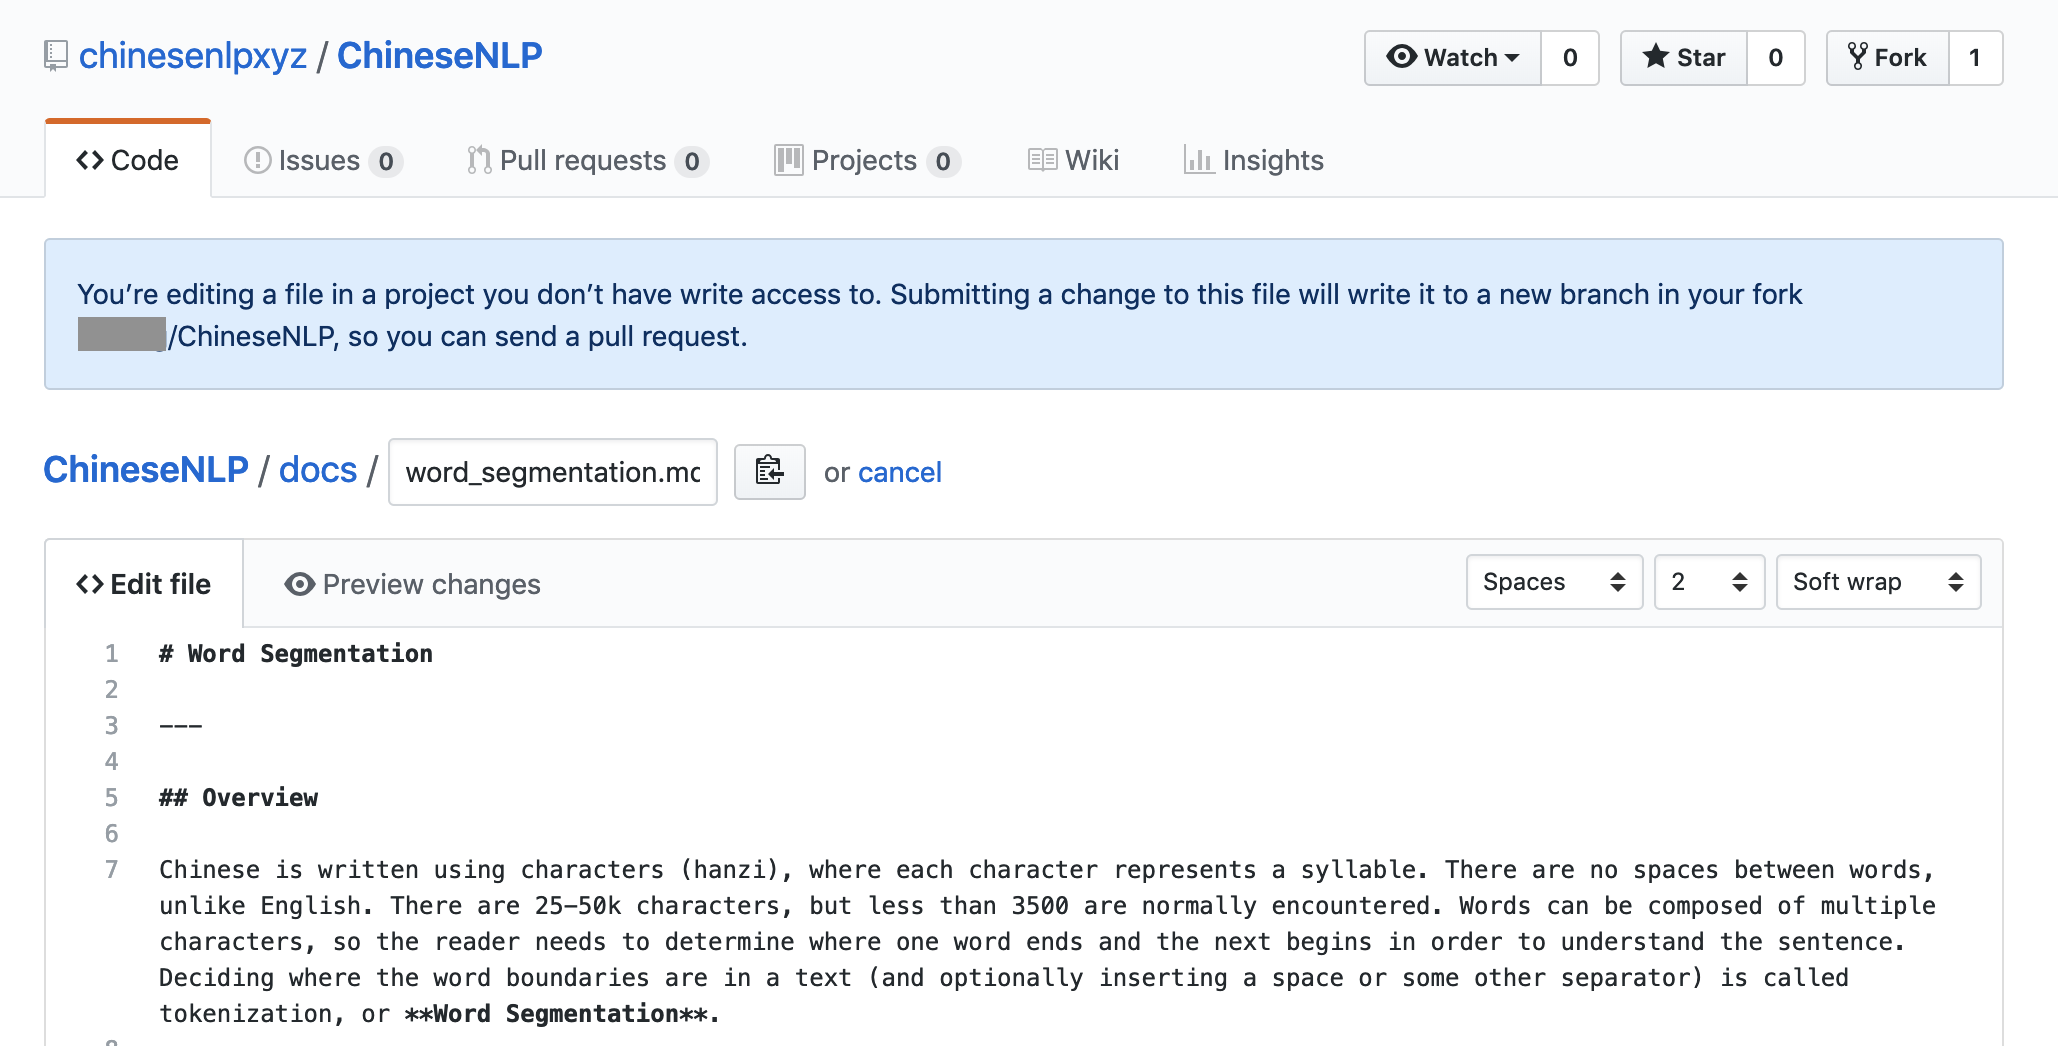 chinesenlpxyz / ChineseNLP
Watch 0 Star 0 Fork 1
Code Issues 0 Pull requests 0 Projects 0 Wiki Insights
You’re editing a file in a project you don’t have write access to. Submitting a change to this file will write it to a new branch in your fork
/ChineseNLP, so you can send a pull request.
ChineseNLP / docs / word_segmentation.md or cancel
Edit file Preview changes Spaces 2 Soft wrap
1 # Word Segmentation
2
3 ---
4
5 ## Overview
6
7 Chinese is written using characters (hanzi), where each character represents a syllable. There are no spaces between words,
unlike English. There are 25-50k characters, but less than 3500 are normally encountered. Words can be composed of multiple
characters, so the reader needs to determine where one word ends and the next begins in order to understand the sentence.
Deciding where the word boundaries are in a text (and optionally inserting a space or some other separator) is called
tokenization, or **Word Segmentation**.